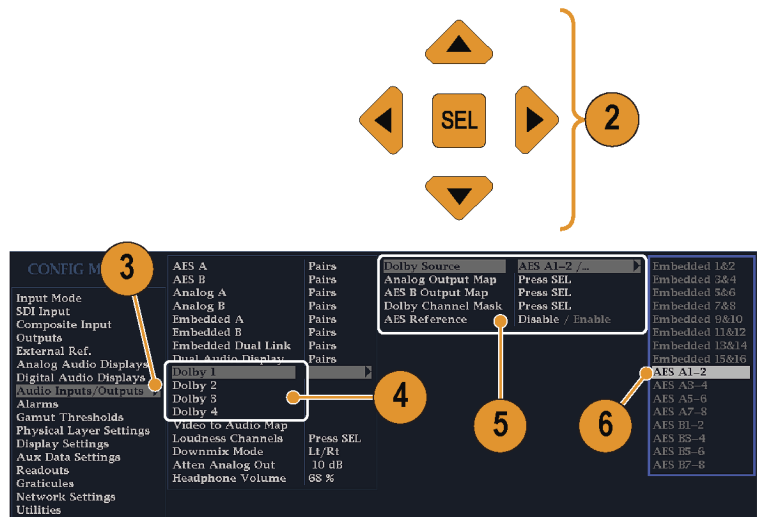 SEL
2
CONFIG M
3
Input Mode
SDI Input
Composite Input
Outputs
External Ref.
Analog Audio Displays
Digital Audio Displays
Audio Inputs/Outputs
Alarms
Gamut Thresholds
Physical Layer Settings
Display Settings
Aux Data Settings
Readouts
Graticules
Network Settings
Utilities
AES A Pairs
AES B Pairs
Analog A Pairs
Analog B Pairs
Embedded A Pairs
Embedded B Pairs
Embedded Dual Link Pairs
Dual Audio Display Pairs
Dolby 1
Dolby 2
Dolby 3
Dolby 4
Video to Audio Map
Loudness Channels Press SEL
Downmix Mode Lt/Rt
Atten Analog Out 10 dB
Headphone Volume 68 %
4
Dolby Source AES A1-2 /...
Analog Output Map Press SEL
AES B Output Map Press SEL
Dolby Channel Mask Press SEL
AES Reference Disable / Enable
5
Embedded 1&2
Embedded 3&4
Embedded 5&6
Embedded 7&8
Embedded 9&10
Embedded 11&12
Embedded 13&14
Embedded 15&16
AES A1-2
AES A3-4
AES A5-6
AES A7-8
AES B1-2
AES B3-4
AES B5-6
AES B7-8
6